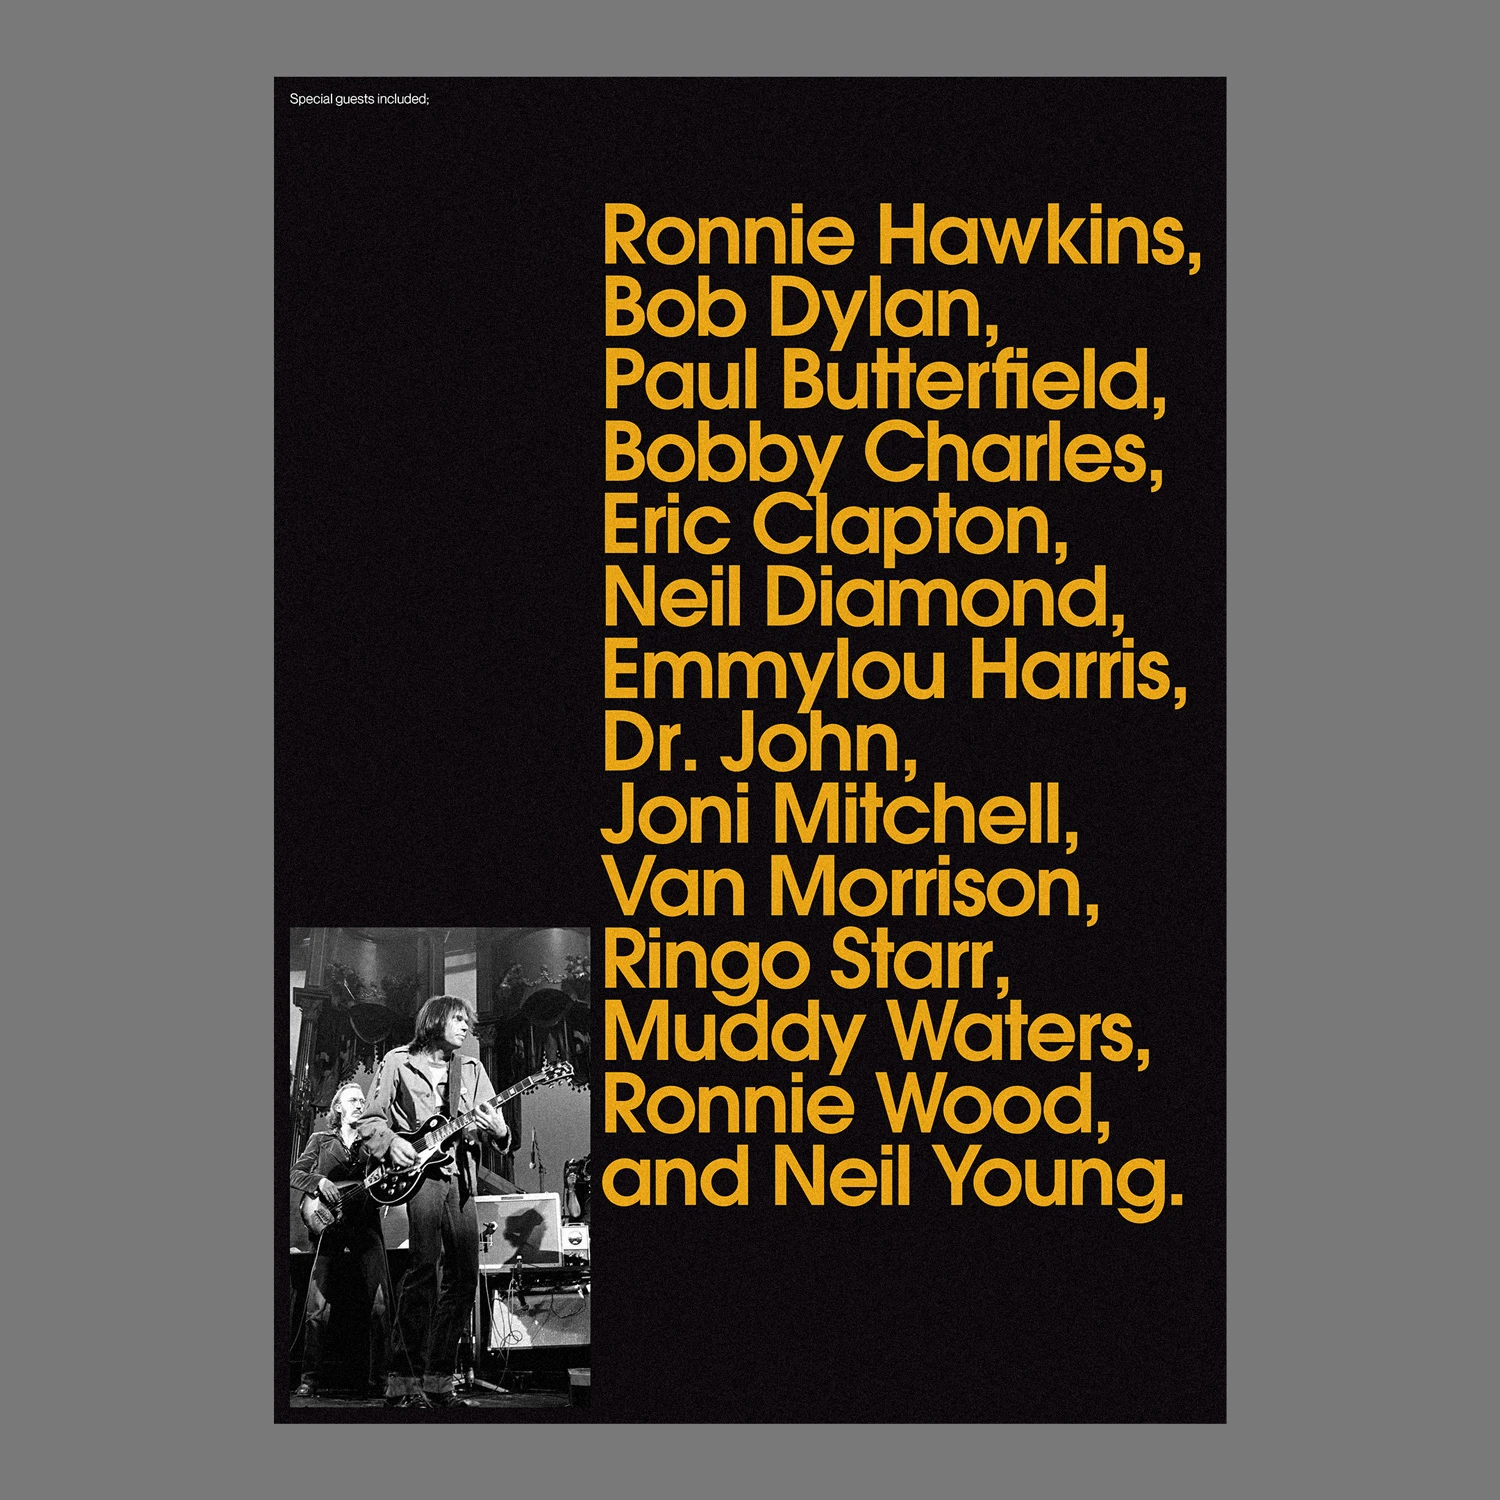 Special guests included;
Ronnie Hawkins,
Bob Dylan,
Paul Butterfield,
Bobby Charles,
Eric Clapton,
Neil Diamond,
Emmylou Harris,
Dr. John,
Joni Mitchell,
Van Morrison,
Ringo Starr,
Muddy Waters,
Ronnie Wood,
and Neil Young.